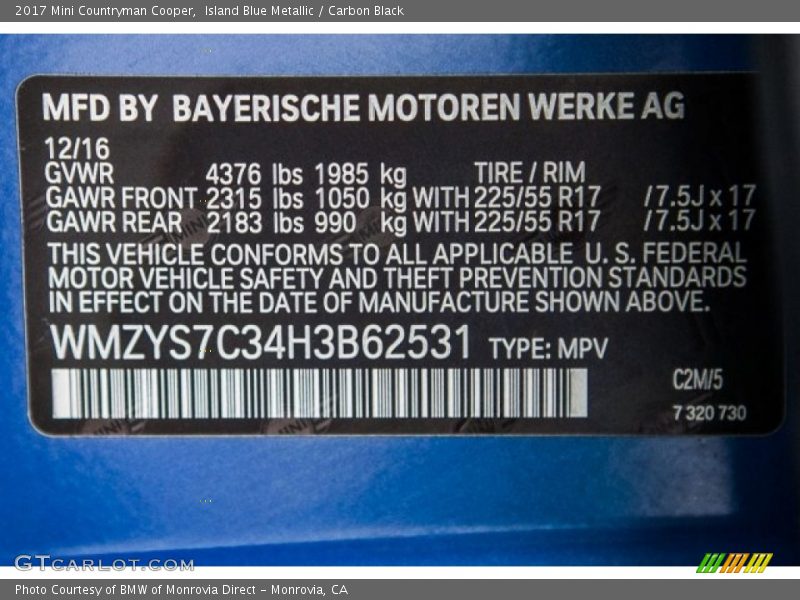 2017 Mini Countryman Cooper,  Island Blue Metallic / Carbon Black
MFD BY BAYERISCHE MOTOREN WERKE AG
12/16
GVWR 4376 lbs 1985 kg TIRE / RIM
GAWR FRONT 2315 lbs 1050 kg WITH 225/55 R17 /7.5J x 17
GAWR REAR 2183 lbs 990 kg WITH 225/55 R17 /7.5J x 17
THIS VEHICLE CONFORMS TO ALL APPLICABLE U.S. FEDERAL
MOTOR VEHICLE SAFETY AND THEFT PREVENTION STANDARDS
IN EFFECT ON THE DATE OF MANUFACTURE SHOWN ABOVE.
WMZYS7C34H3B62531 TYPE: MPV
C2M/5
7 320 730
GTCARLOT.COM
Photo Courtesy of BMW of Monrovia Direct - Monrovia, CA